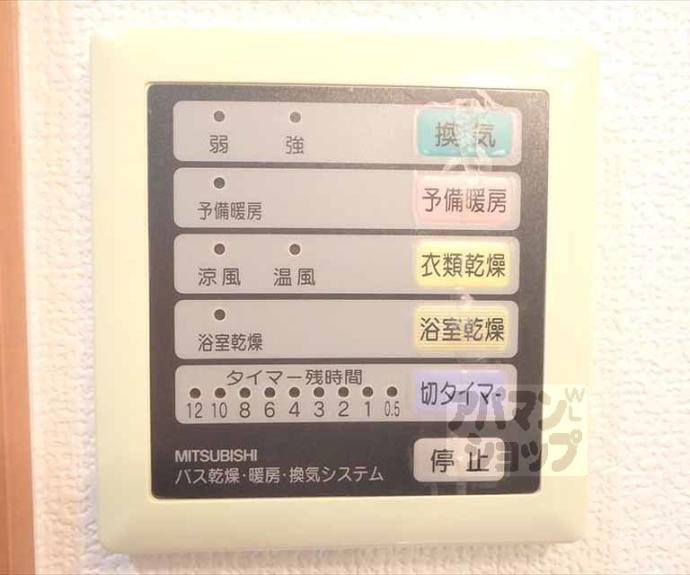 弱 強 換気
予備暖房 予備暖房
涼風 温風 衣類乾燥
浴室乾燥 浴室乾燥
タイマー残時間
12 10 8 6 4 3 2 1 0.5
切タイマー
停止
MITSUBISHI
バス乾燥・暖房・換気システム
アパマン
ショップ